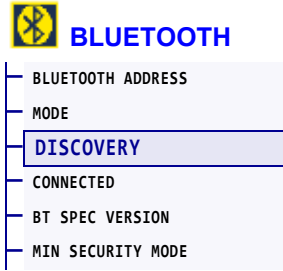 BLUETOOTH
BLUETOOTH ADDRESS
MODE
DISCOVERY
CONNECTED
BT SPEC VERSION
MIN SECURITY MODE